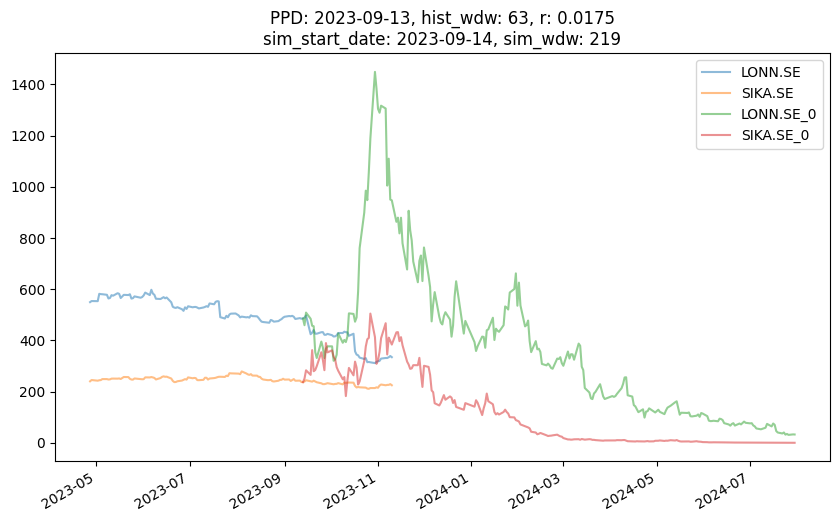 PPD: 2023-09-13, hist_wdw: 63, r: 0.0175
sim_start_date: 2023-09-14, sim_wdw: 219
LONN.SE
SIKA.SE
LONN.SE_0
SIKA.SE_0
1400
1200
1000
800
600
400
200
0
2023-05
2023-07
2023-09
2023-11
2024-01
2024-03
2024-05
2024-07